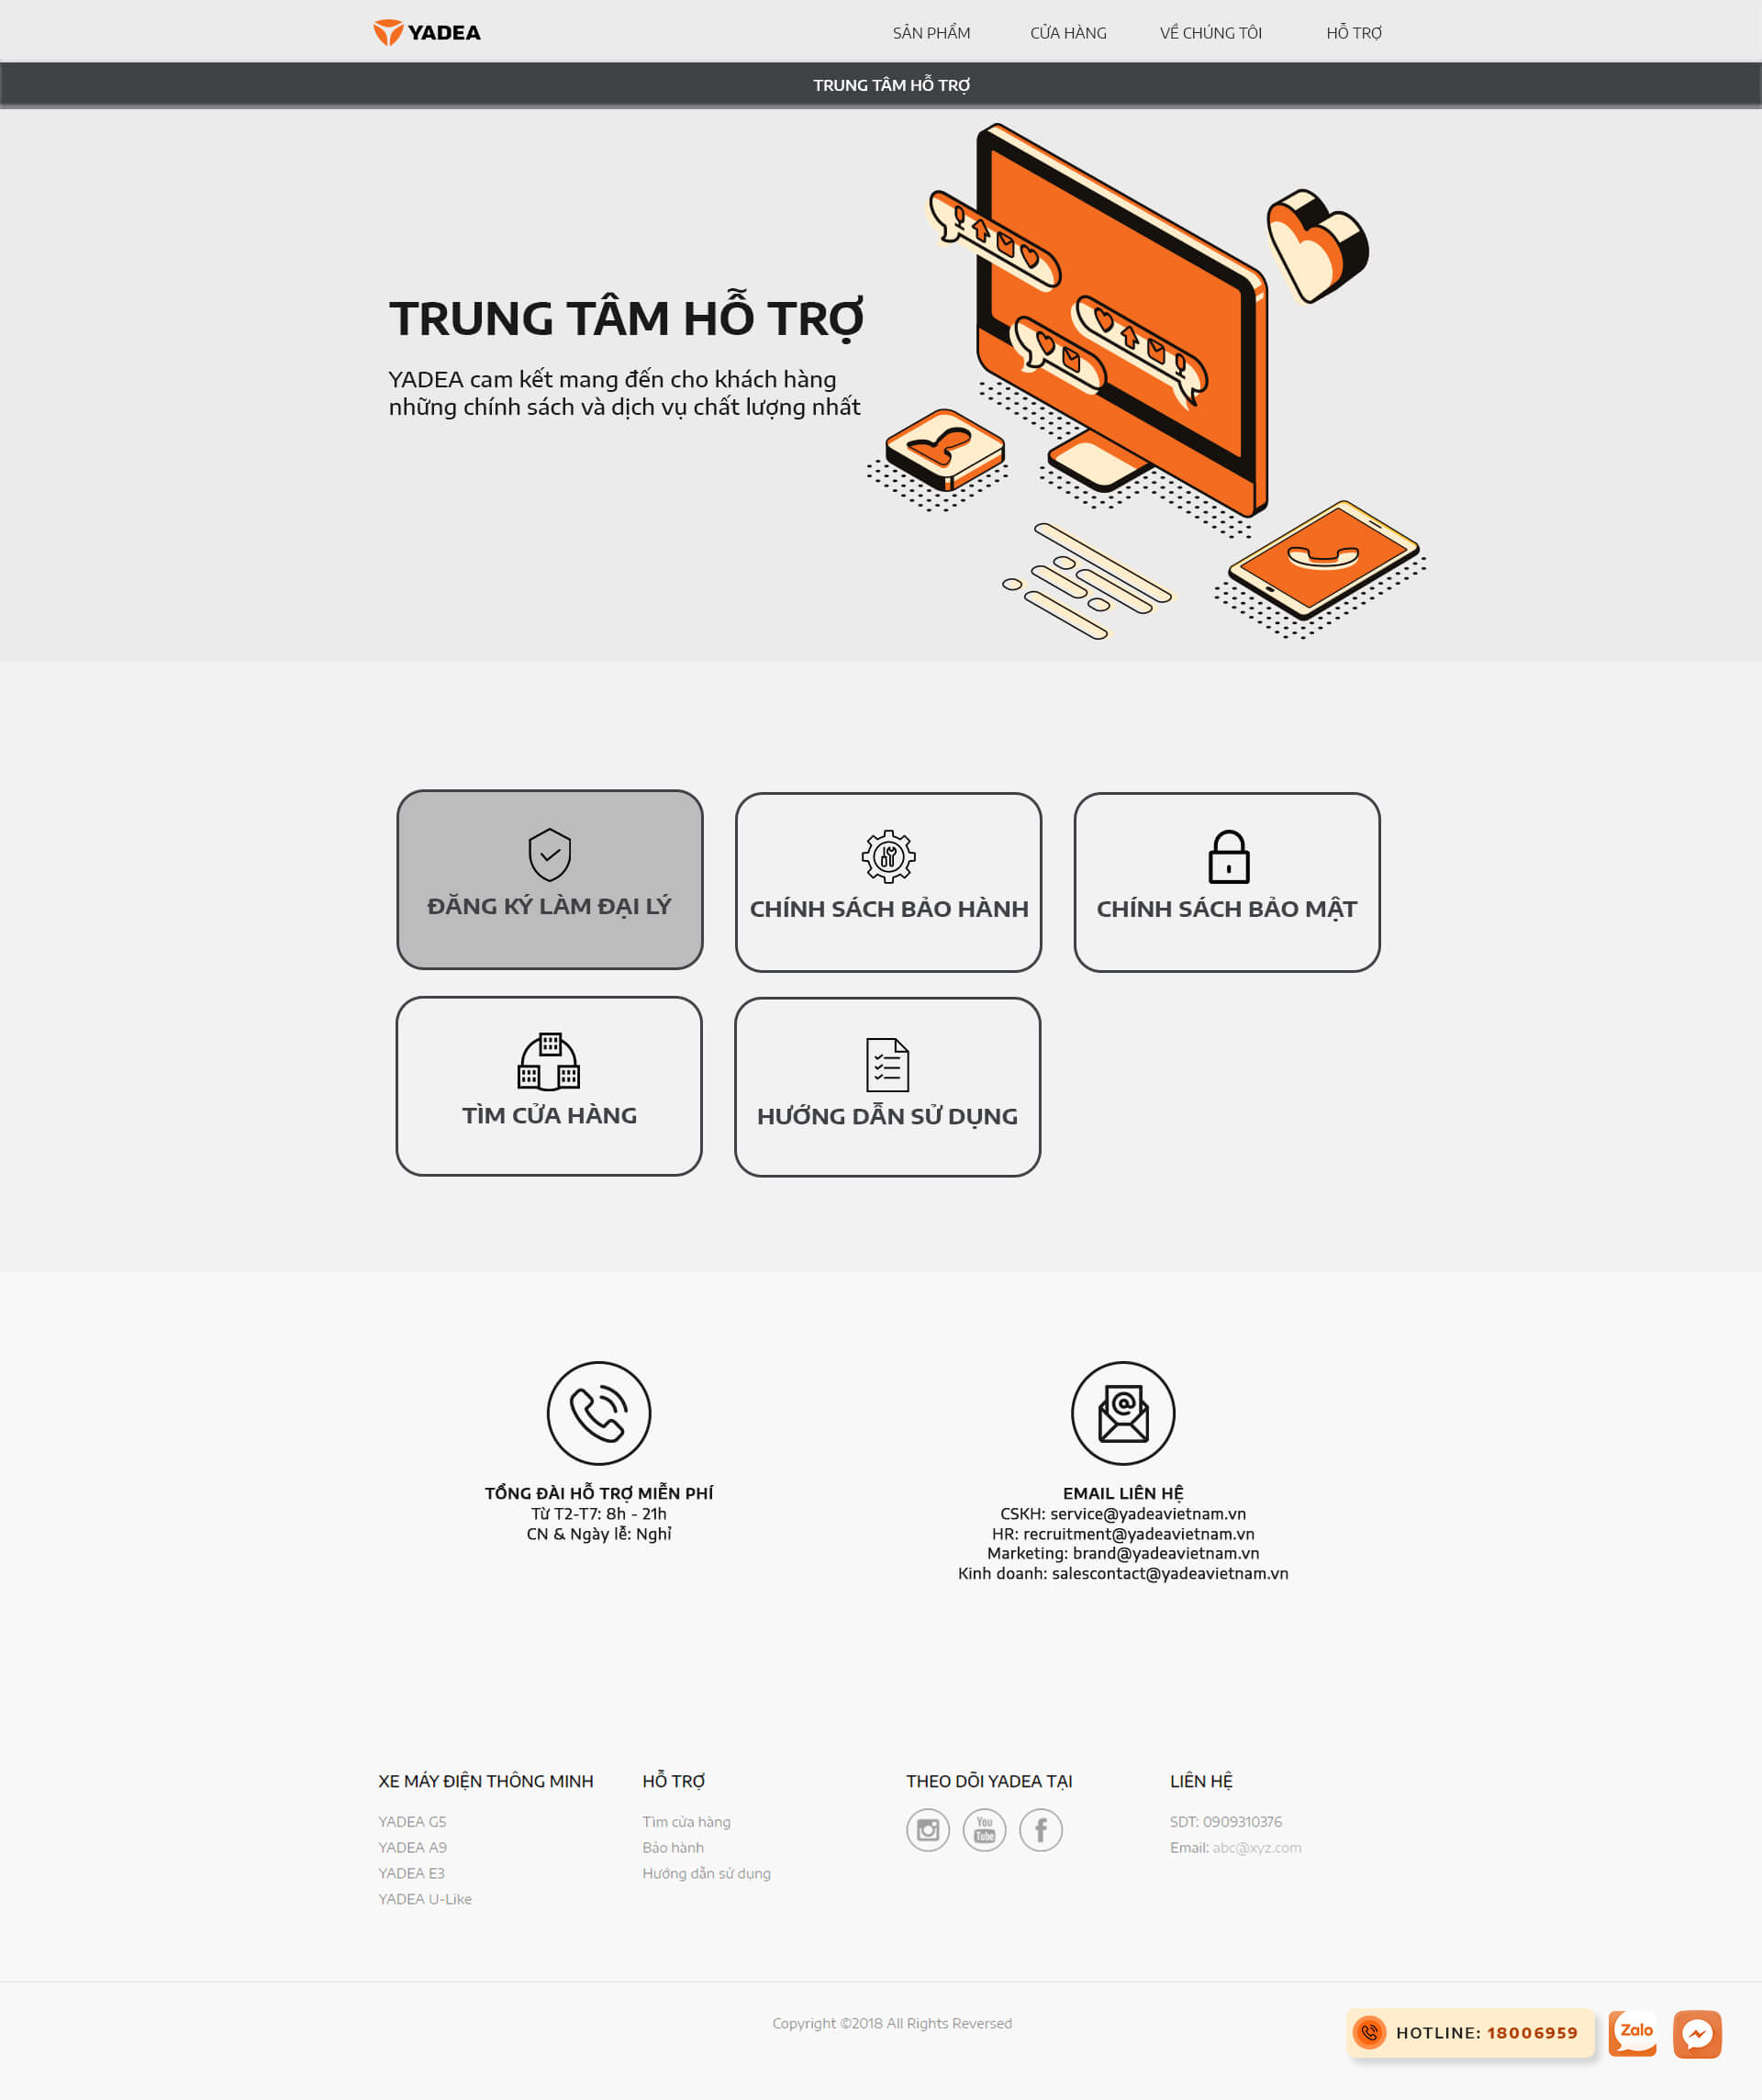 YADEA
SẢN PHẨM
CỬA HÀNG
VỀ CHÚNG TÔI
HỖ TRỢ
TRUNG TÂM HỖ TRỢ
TRUNG TÂM HỖ TRỢ
YADEA cam kết mang đến cho khách hàng
những chính sách và dịch vụ chất lượng nhất
ĐĂNG KÝ LÀM ĐẠI LÝ
CHÍNH SÁCH BẢO HÀNH
CHÍNH SÁCH BẢO MẬT
TÌM CỬA HÀNG
HƯỚNG DẪN SỬ DỤNG
TỔNG ĐÀI HỖ TRỢ MIỄN PHÍ
Từ T2-T7: 8h - 21h
CN & Ngày lễ: Nghỉ
EMAIL LIÊN HỆ
CSKH: service@yadeavietnam.vn
HR: recruitment@yadeavietnam.vn
Marketing: brand@yadeavietnam.vn
Kinh doanh: salescontact@yadeavietnam.vn
XE MÁY ĐIỆN THÔNG MINH
YADEA G5
YADEA A9
YADEA E3
YADEA U-Like
HỖ TRỢ
Tìm cửa hàng
Bảo hành
Hướng dẫn sử dụng
THEO DÕI YADEA TẠI
You
Tube
LIÊN HỆ
SDT: 0909310376
Email: abc@xyz.com
Copyright ©2018 All Rights Reversed
HOTLINE: 18006959
Zalo